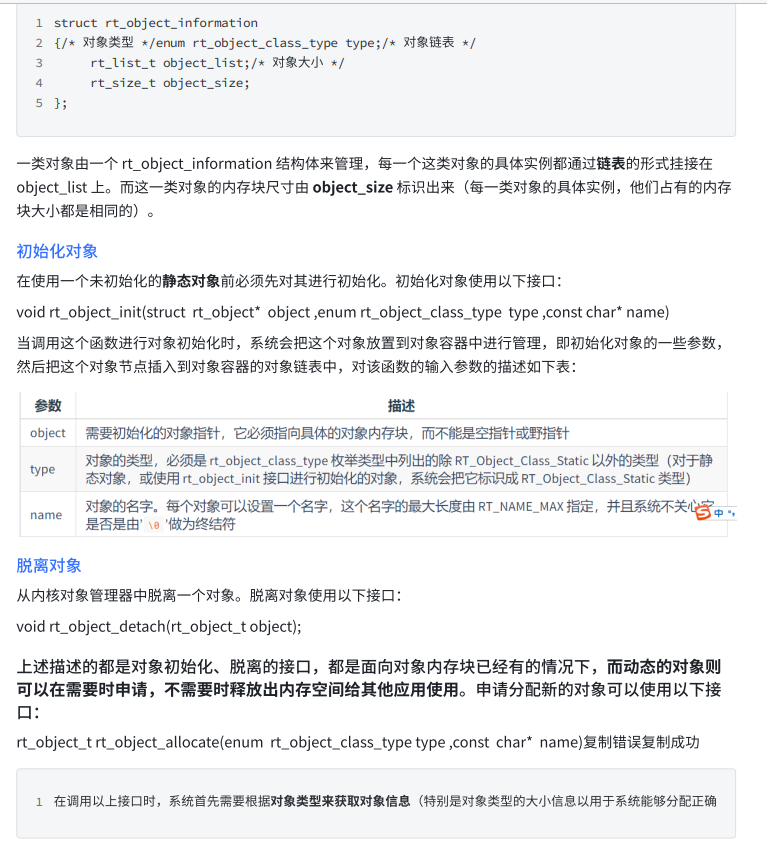 1 struct rt_object_information
2 {/* 对象类型 */enum rt_object_class_type type;/* 对象链表 */
3 rt_list_t object_list;/* 对象大小 */
4 rt_size_t object_size;
5 };
一类对象由一个 rt_object_information 结构体来管理，每一个这类对象的具体实例都通过链表的形式挂接在
object_list 上。而这一类对象的内存块尺寸由 object_size 标识出来（每一类对象的具体实例，他们占有的内存
块大小都是相同的）。
初始化对象
在使用一个未初始化的静态对象前必须先对其进行初始化。初始化对象使用以下接口：
void rt_object_init(struct rt_object* object ,enum rt_object_class_type type ,const char* name)
当调用这个函数进行对象初始化时，系统会把这个对象放置到对象容器中进行管理，即初始化对象的一些参数，
然后把这个对象节点插入到对象容器的对象链表中，对该函数的输入参数的描述如下表：
参数 描述
object 需要初始化的对象指针，它必须指向具体的对象内存块，而不能是空指针或野指针
type 对象的类型，必须是 rt_object_class_type 枚举类型中列出的除 RT_Object_Class_Static 以外的类型（对于静
态对象，或使用 rt_object_init 接口进行初始化的对象，系统会把它标识成 RT_Object_Class_Static 类型）
name 对象的名字。每个对象可以设置一个名字，这个名字的最大长度由 RT_NAME_MAX 指定，并且系统不关心它
是否是由' \0 '做为终结符
中
脱离对象
从内核对象管理器中脱离一个对象。脱离对象使用以下接口：
void rt_object_detach(rt_object_t object);
上述描述的都是对象初始化、脱离的接口，都是面向对象内存块已经有的情况下，而动态的对象则
可以在需要时申请，不需要时释放出内存空间给其他应用使用。申请分配新的对象可以使用以下接
口：
rt_object_t rt_object_allocate(enum rt_object_class_type type ,const char* name)复制错误复制成功
1 在调用以上接口时，系统首先需要根据对象类型来获取对象信息（特别是对象类型的大小信息以用于系统能够分配正确